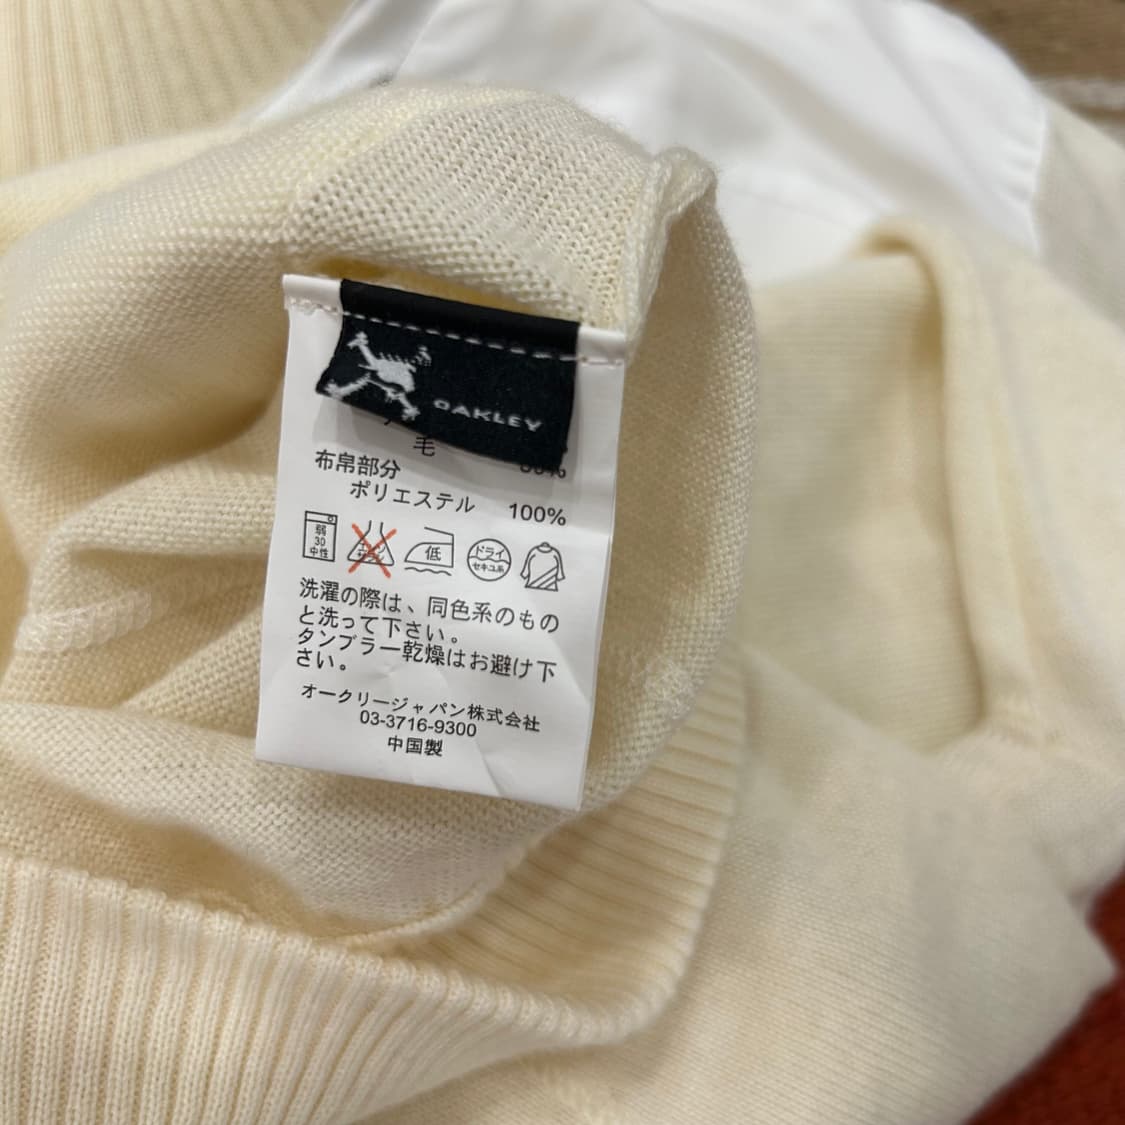 OAKLEY
毛
布帛部分
ポリエステル 100%
弱
30
中性
低
ドライ
セキユ系
洗濯の際は、同色系のもの
と洗って下さい。
タンブラー乾燥はお避け下
さい。
オークリージャパン株式会社
03-3716-9300
中国製